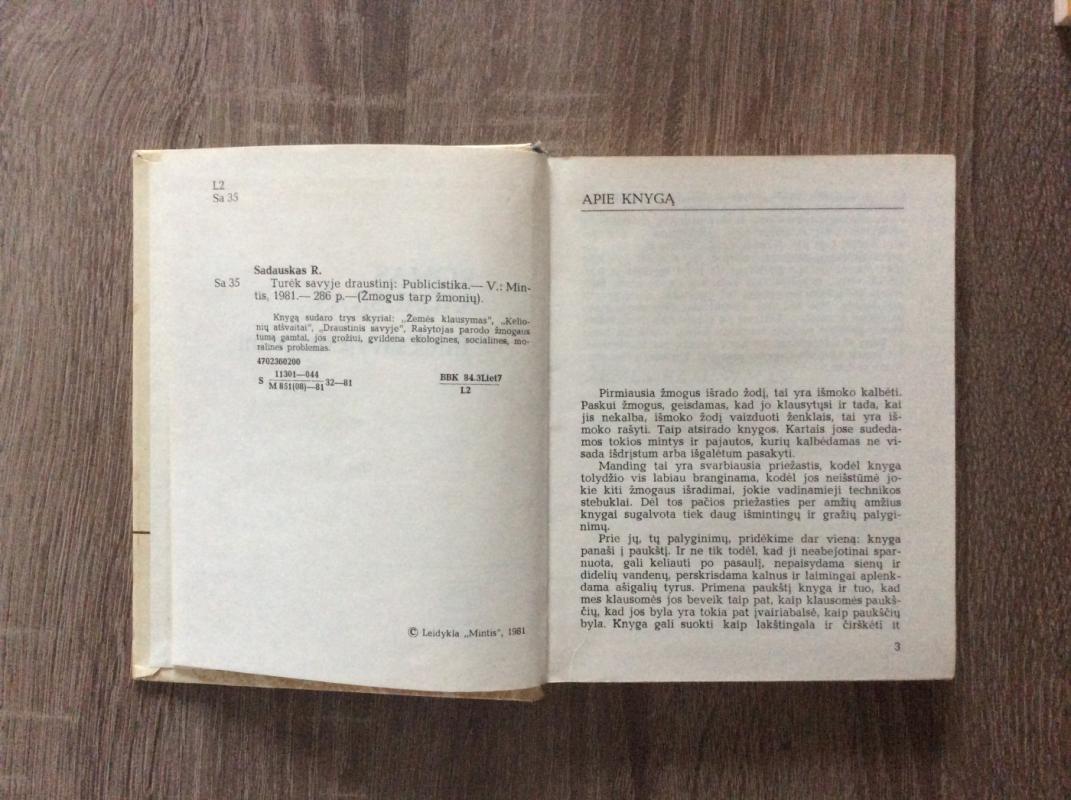 L2
Sa 35
Sadauskas R.
Sa 35 Turėk savyje draustinį: Publicistika.— V.: Min-
tis, 1981.— 286 p.—(Žmogus tarp žmonių).
Knygą sudaro trys skyriai: „Žemės klausymas", „Kelio-
nių atšvaitai", „Draustinis savyje", Rašytojas parodo žmogaus
tumą gamtai, jos grožiui, gvildena ekologines, socialines, mo-
ralines problemas.
4702360200
S 11301—044
M 851(08)—81 32—81
BBK 84.3Liet7
L2
© Leidykla „Mintis", 1981
APIE KNYGĄ
Pirmiausia žmogus išrado žodį, tai yra išmoko kalbėti.
Paskui žmogus, geisdamas, kad jo klausytųsi ir tada, kai
jis nekalba, išmoko žodį vaizduoti ženklais, tai yra iš-
moko rašyti. Taip atsirado knygos. Kartais jose sudeda-
mos tokios mintys ir pajautos, kurių kalbėdamas ne vi-
sada išdrįstum arba išgalėtum pasakyti.
Manding tai yra svarbiausia priežastis, kodėl knyga
tolydžio vis labiau branginama, kodėl jos neišstūmė jo-
kie kiti žmogaus išradimai, jokie vadinamieji technikos
stebuklai. Dėl tos pačios priežasties per amžių amžius
knygai sugalvota tiek daug išmintingų ir gražių palygi-
nimų.
Prie jų, tų palyginimų, pridėkime dar vieną: knyga
panaši į paukštį. Ir ne tik todėl, kad ji neabejotinai spar-
nuota, gali keliauti po pasaulį, nepaisydama sienų ir
didelių vandenų, perskrisdama kalnus ir laimingai aplenk-
dama ašigalių tyrus. Primena paukštį knyga ir tuo, kad
mes klausomės jos beveik taip pat, kaip klausomės paukš-
čių, kad jos byla yra tokia pat įvairiabalsė, kaip paukščių
byla. Knyga gali suokti kaip lakštingala ir čirškėti it
3